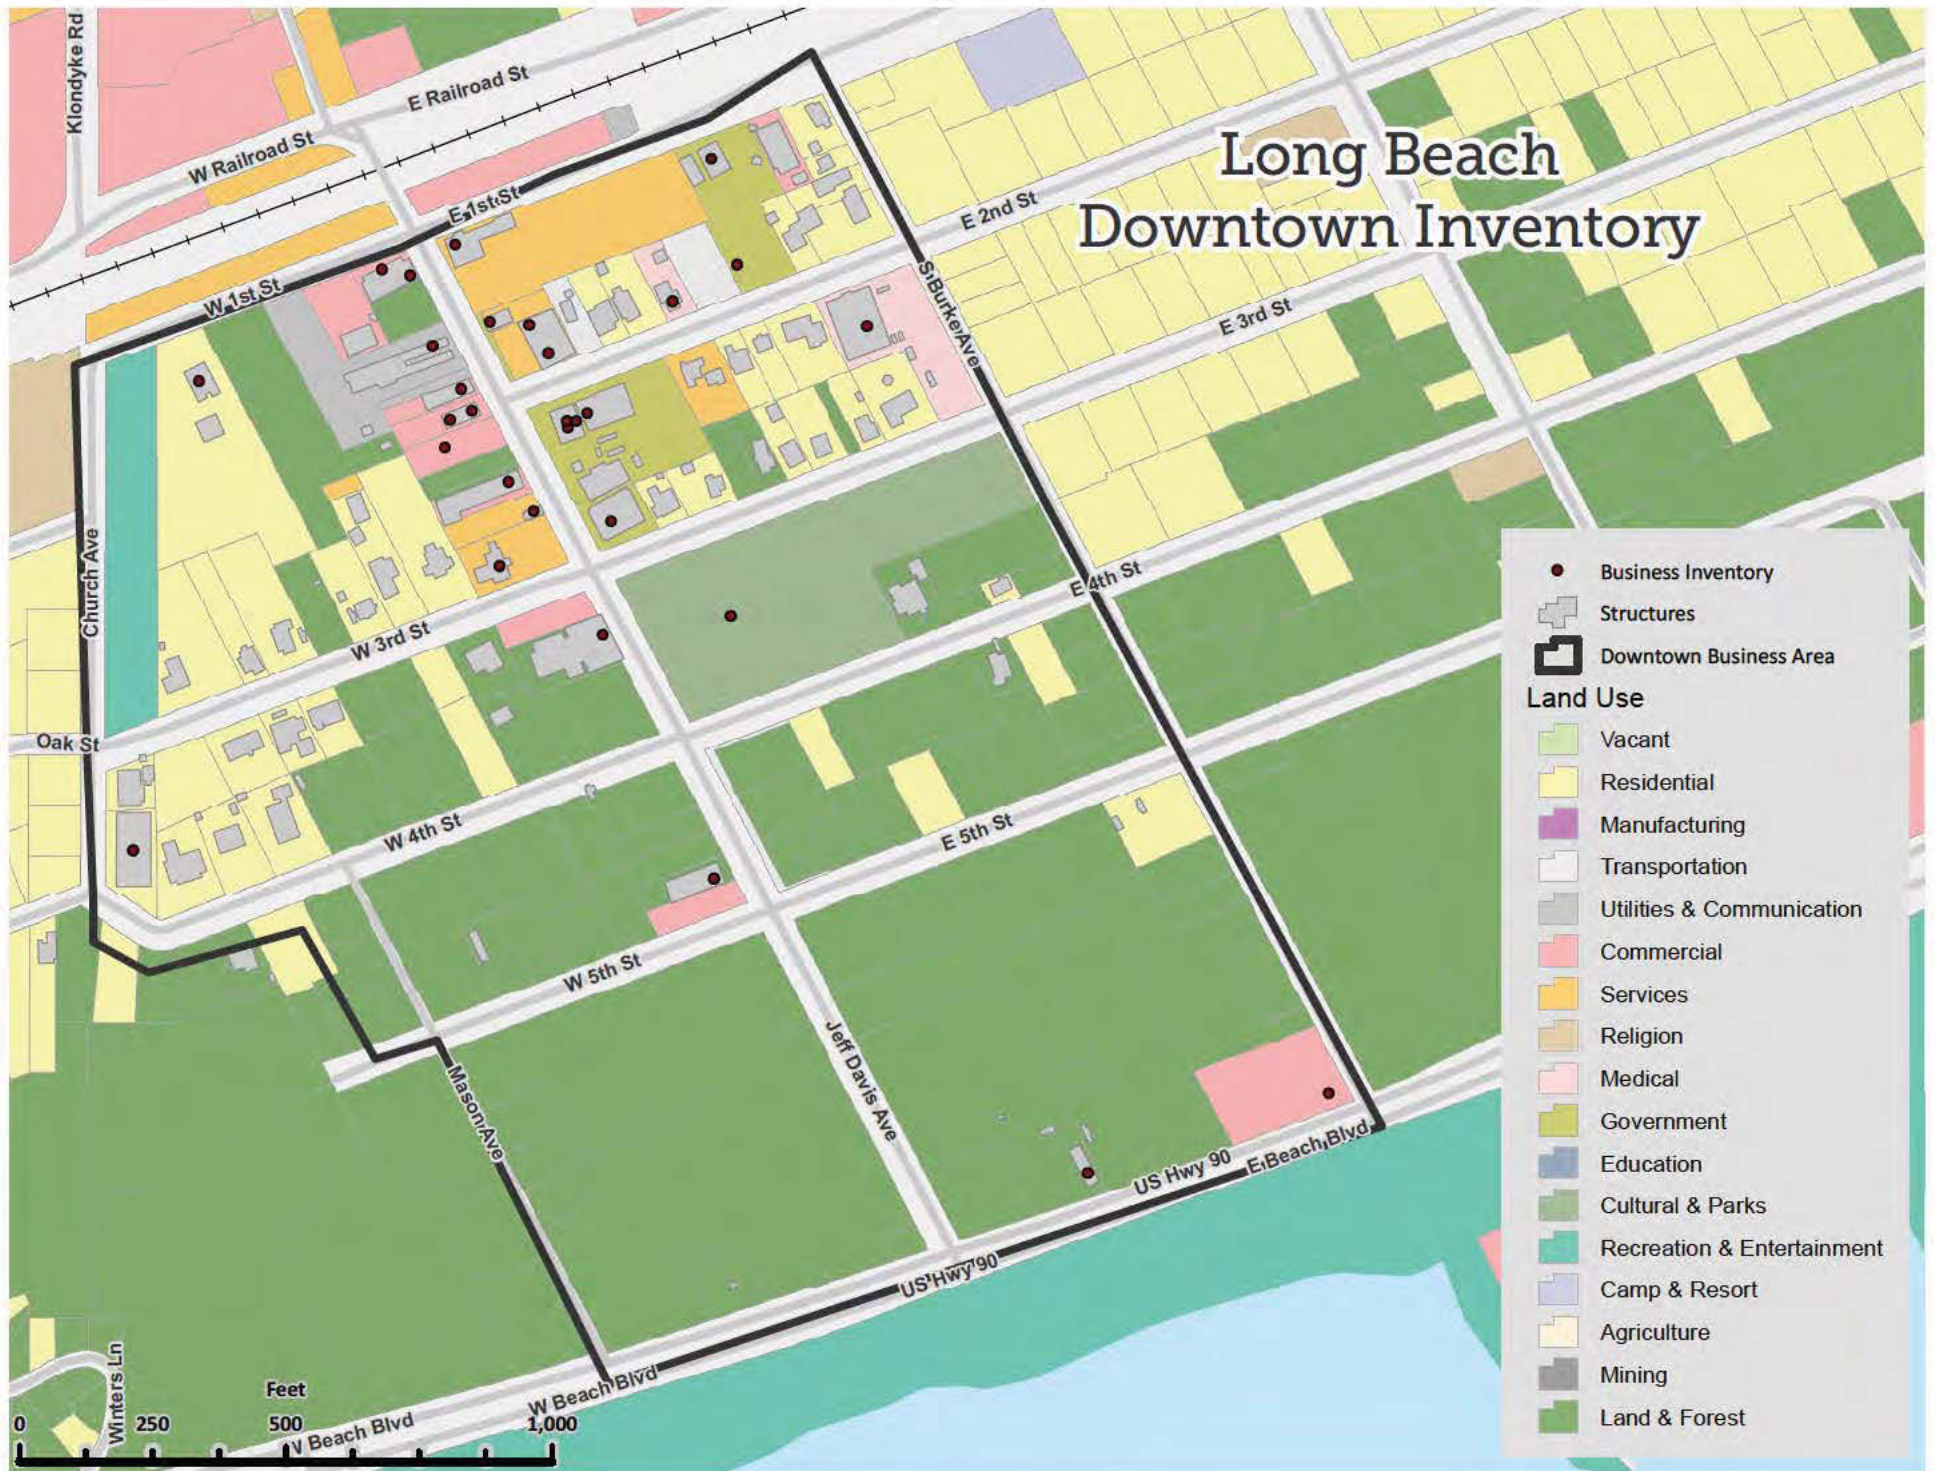 Klondyke Rd
E Railroad St
W Railroad St
Long Beach
Downtown Inventory
E 1st St
E 2nd St
W 1st St
S Burke Ave
E 3rd St
Church Ave
E 4th St
W 3rd St
Oak St
W 4th St
E 5th St
W 5th St
Jeff Davis Ave
Mason Ave
US Hwy 90
E Beach Blvd
US Hwy 90
W Beach Blvd
W Beach Blvd
Winters Ln
Feet
0 250 500 1,000
Business Inventory
Structures
Downtown Business Area
Land Use
Vacant
Residential
Manufacturing
Transportation
Utilities & Communication
Commercial
Services
Religion
Medical
Government
Education
Cultural & Parks
Recreation & Entertainment
Camp & Resort
Agriculture
Mining
Land & Forest